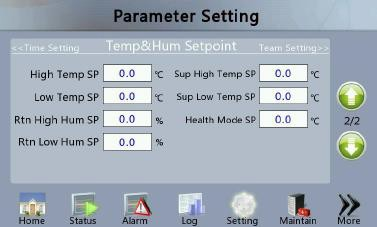 Parameter Setting
<<Time Setting Temp&Hum Setpoint Team Setting>>
High Temp SP 0.0 ℃ Sup High Temp SP 0.0 ℃
Low Temp SP 0.0 ℃ Sup Low Temp SP 0.0 ℃
Rtn High Hum SP 0.0 % Health Mode SP 0.0 ℃
Rtn Low Hum SP 0.0 %
2/2
Home Status Alarm Log Setting Maintain More